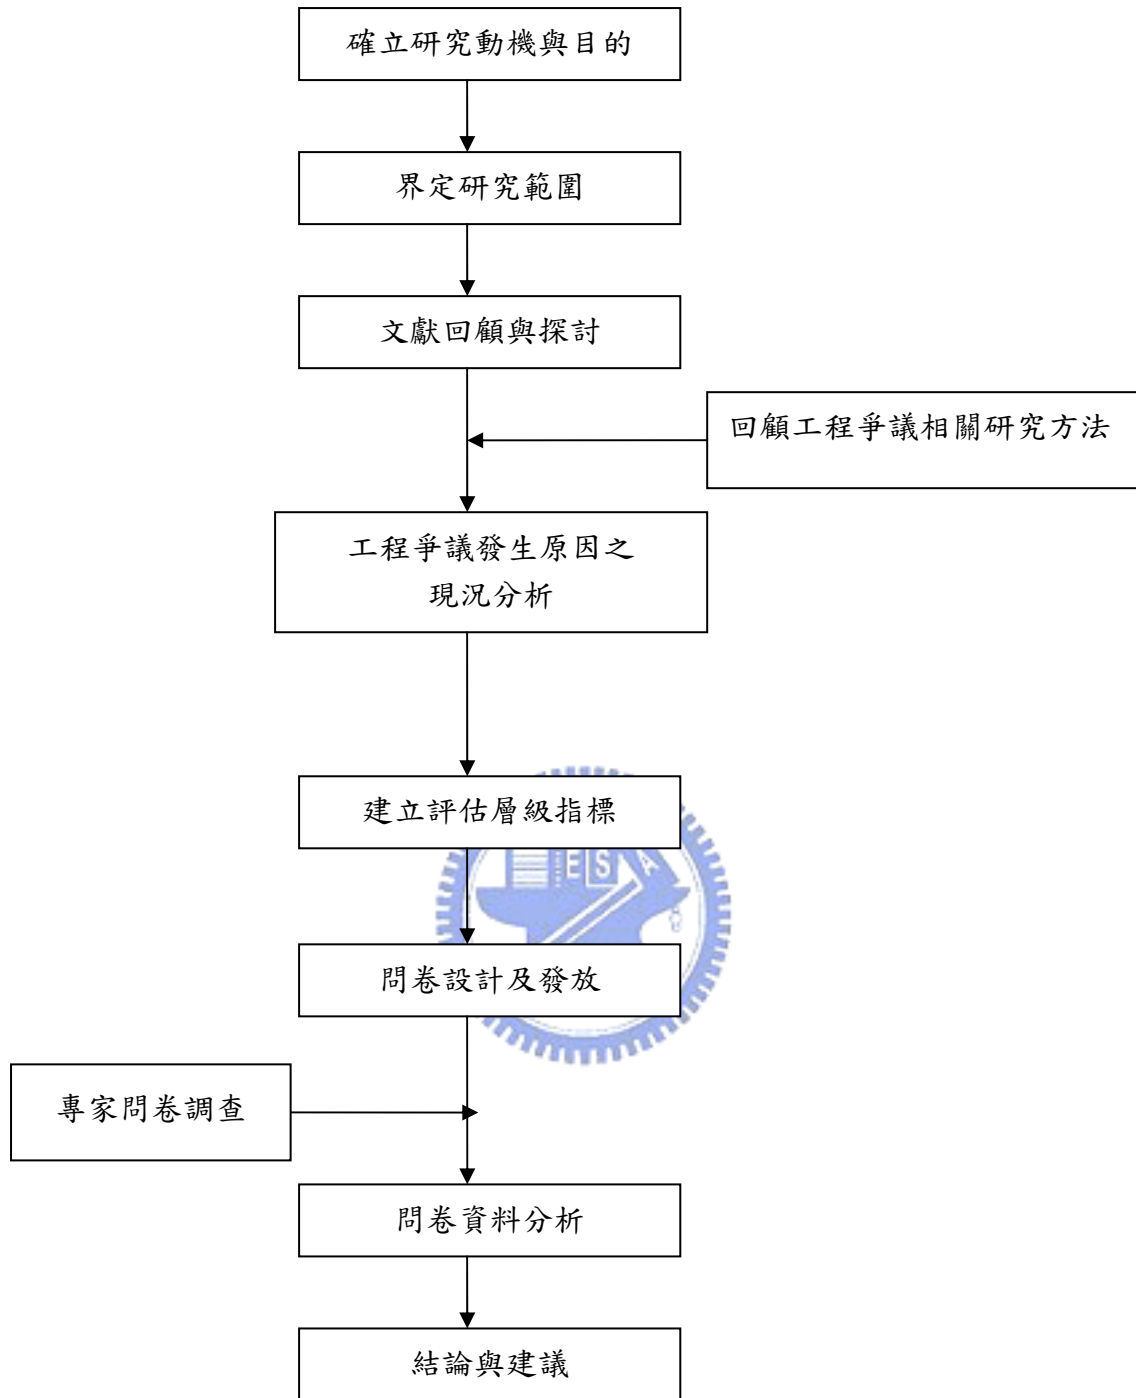 確立研究動機與目的
界定研究範圍
文獻回顧與探討
回顧工程爭議相關研究方法
工程爭議發生原因之
現況分析
建立評估層級指標
ESA
問卷設計及發放
專家問卷調查
問卷資料分析
結論與建議